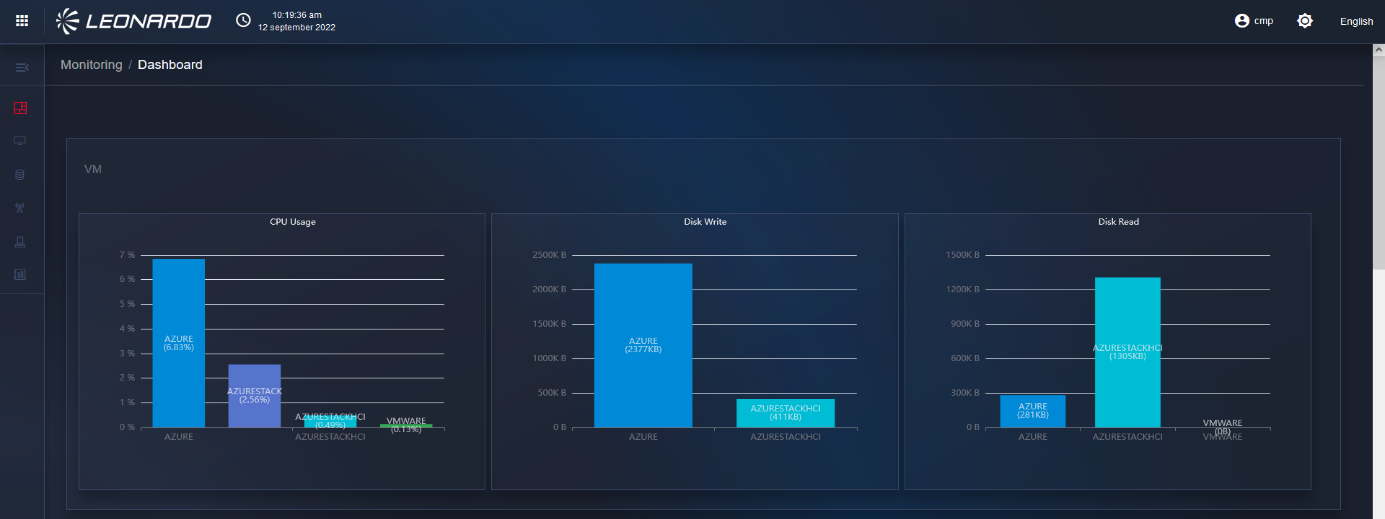 LEONARDO
10:19:36 am
12 september 2022
cmp
English
Monitoring / Dashboard
VM
CPU Usage
7 %
6 %
5 %
4 %
3 %
2 %
1 %
0 %
AZURE
(6.83%)
AZURESTACK
(2.56%)
AZURESTACKHCI
(0.49%)
VMWARE
(0.13%)
AZURE
AZURESTACKHCI
Disk Write
2500K B
2000K B
1500K B
1000K B
500K B
0 B
AZURE
(2377KB)
AZURESTACKHCI
(411KB)
AZURE
AZURESTACKHCI
Disk Read
1500K B
1200K B
900K B
600K B
300K B
0 B
AZURE
(281KB)
AZURESTACKHCI
(1305KB)
VMWARE
(0B)
AZURE
AZURESTACKHCI
VMWARE